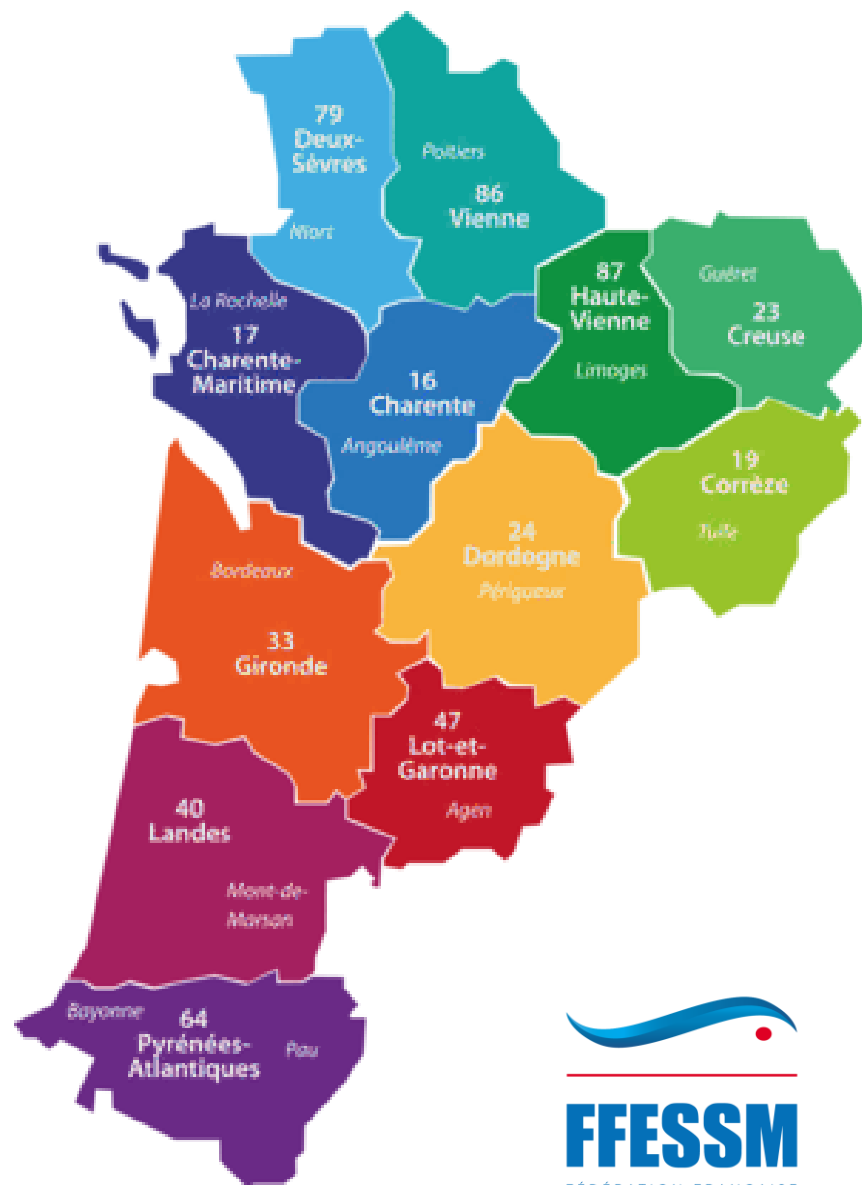 79
Deux-
Sèvres
Niort
Poitiers
86
Vienne
87
Haute-
Vienne
Limoges
Guéret
23
Creuse
La Rochelle
17
Charente-
Maritime
16
Charente
Angoulême
19
Corrèze
Tulle
24
Dordogne
Périgueux
Bordeaux
33
Gironde
47
Lot-et-
Garonne
Agen
40
Landes
Mont-de-
Marsan
Bayonne
64
Pyrénées-
Atlantiques
Pau
FFESSM
FÉDÉRATION FRANÇAISE